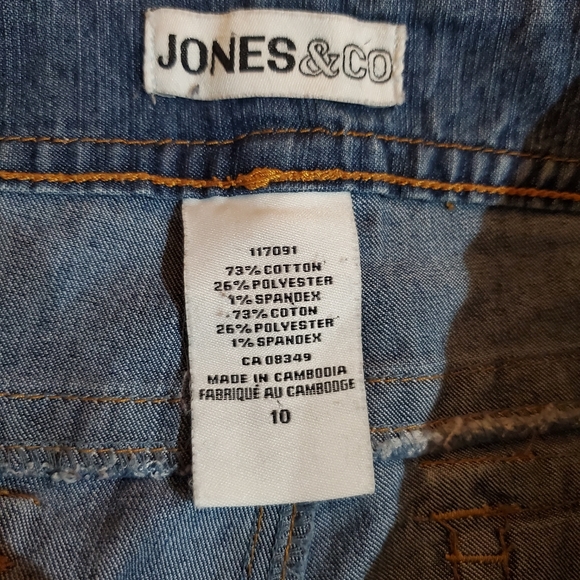 JONES&CO
117091
73% COTTON
26% POLYESTER
1% SPANDEX
73% COTON
26% POLYESTER
1% SPANDEX
CA 08349
MADE IN CAMBODIA
FABRIQUÉ AU CAMBODGE
10